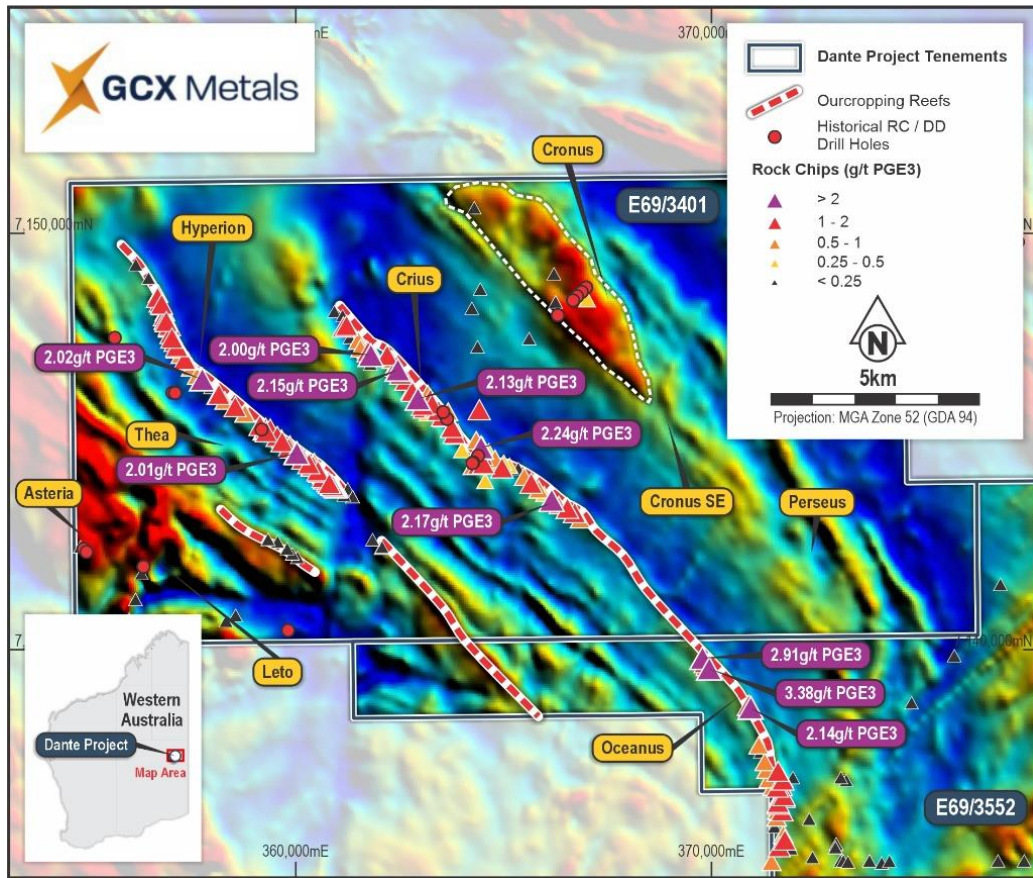 GCX Metals
370,000mE
Dante Project Tenements
Ourcropping Reefs
Historical RC / DD
Drill Holes
Rock Chips (g/t PGE3)
> 2
1 - 2
0.5 - 1
0.25 - 0.5
< 0.25
N
5km
Projection: MGA Zone 52 (GDA 94)
Cronus
E69/3401
7,150,000mN
Hyperion
Crius
2.02g/t PGE3
2.00g/t PGE3
2.15g/t PGE3
2.13g/t PGE3
2.24g/t PGE3
Thea
2.01g/t PGE3
Asteria
Cronus SE
Perseus
2.17g/t PGE3
Leto
2.91g/t PGE3
3.38g/t PGE3
2.14g/t PGE3
Oceanus
Western
Australia
Dante Project
Map Area
E69/3552
360,000mE
370,000mE